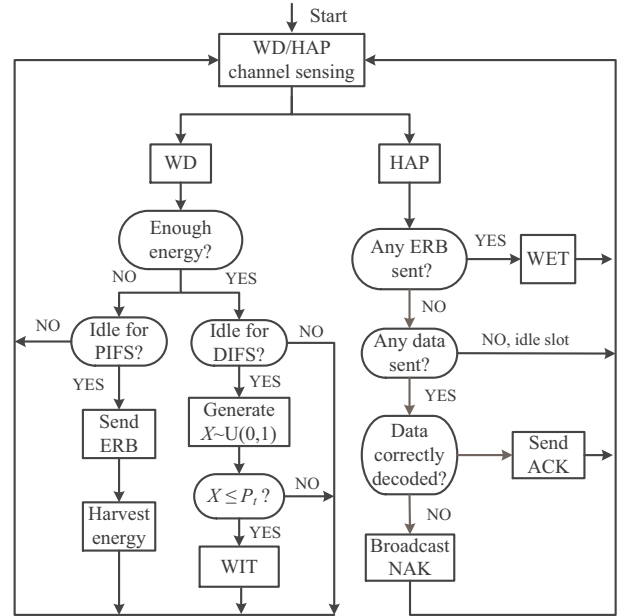 Start
WD/HAP
channel sensing
WD
HAP
Enough
energy?
NO
YES
Any ERB
sent?
YES
WET
NO
Idle for
PIFS?
NO
YES
Idle for
DIFS?
NO
YES
Any data
sent?
NO, idle slot
YES
Send
ERB
Generate
X~U(0,1)
Data
correctly
decoded?
Send
ACK
NO
Harvest
energy
X ≤ Pt ?
NO
YES
WIT
Broadcast
NAK